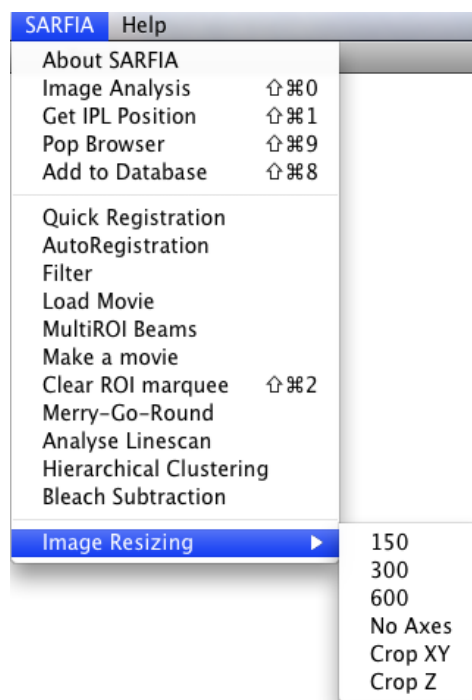 SARFIA Help
About SARFIA
Image Analysis ⇧⌘0
Get IPL Position ⇧⌘1
Pop Browser ⇧⌘9
Add to Database ⇧⌘8
Quick Registration
AutoRegistration
Filter
Load Movie
MultiROI Beams
Make a movie
Clear ROI marquee ⇧⌘2
Merry-Go-Round
Analyse Linescan
Hierarchical Clustering
Bleach Subtraction
Image Resizing ▶
150
300
600
No Axes
Crop XY
Crop Z